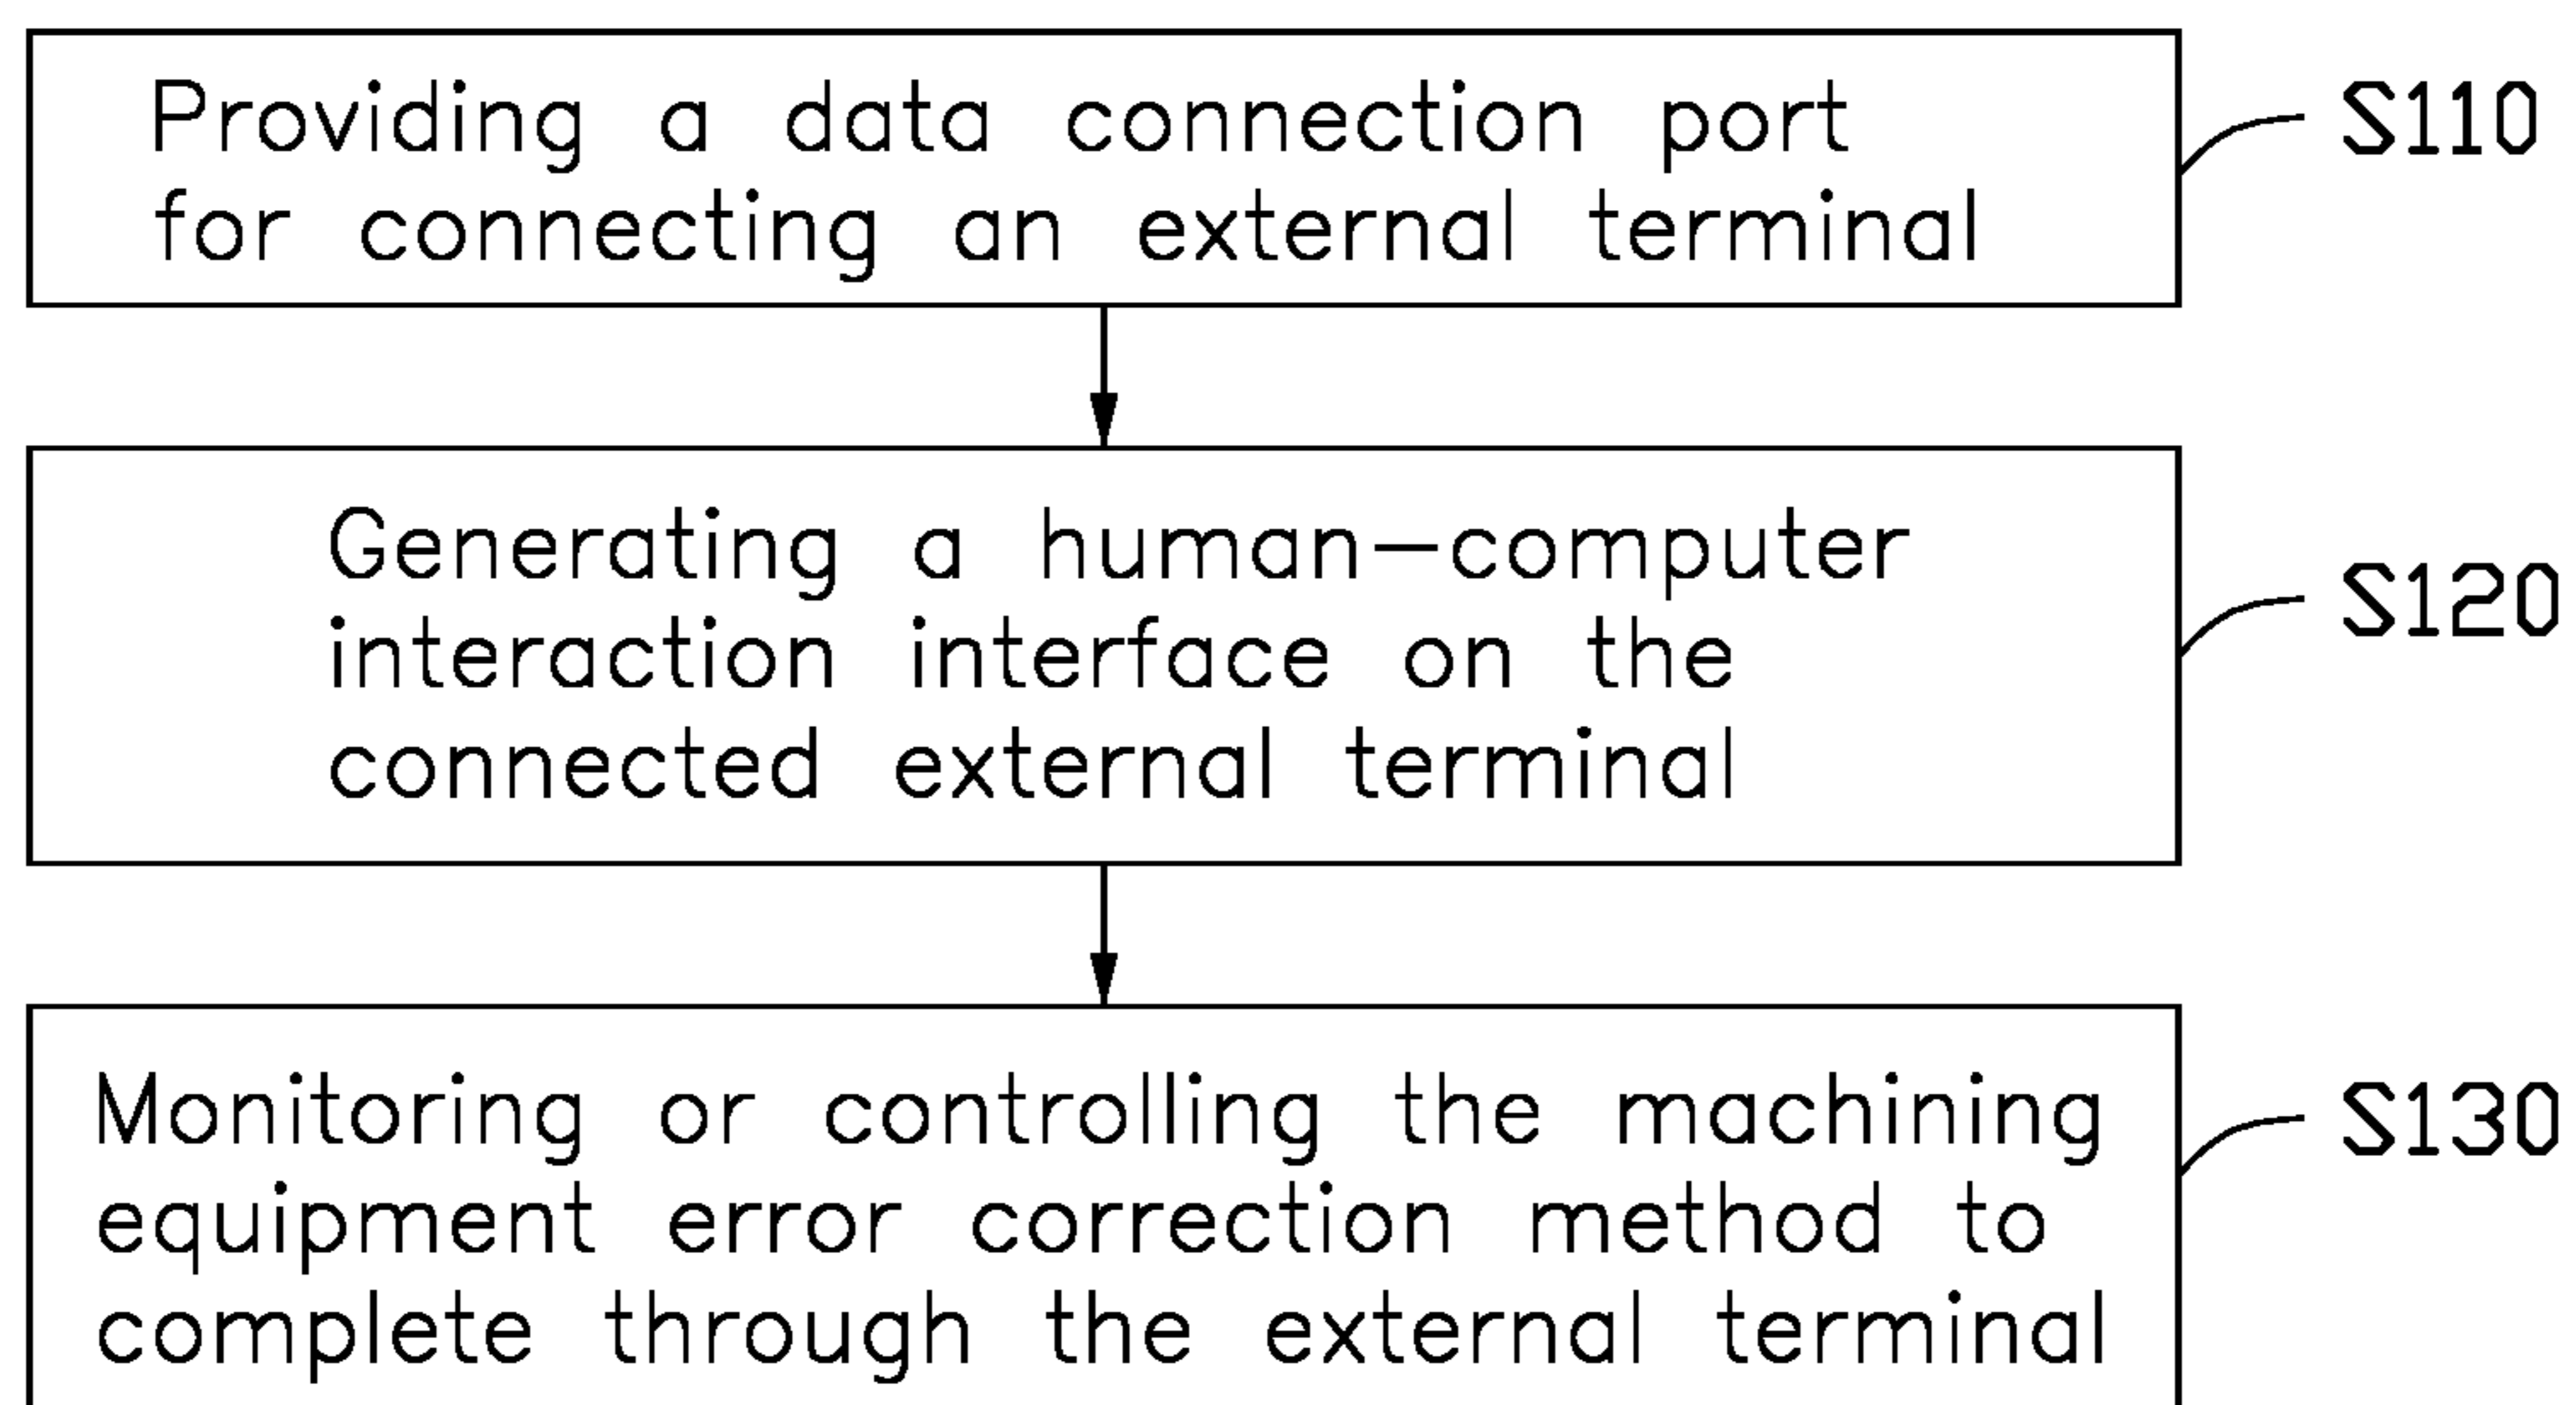 Providing a data connection port
for connecting an external terminal
S110
Generating a human-computer
interaction interface on the
connected external terminal
S120
Monitoring or controlling the machining
equipment error correction method to
complete through the external terminal
S130